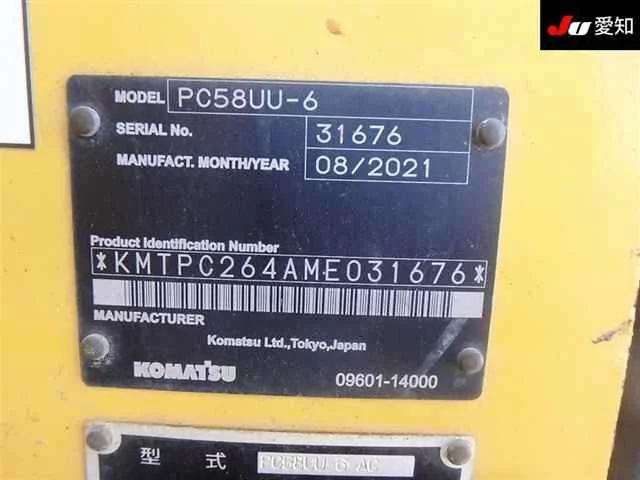 JU 愛知
MODEL PC58UU-6
SERIAL No. 31676
MANUFACT. MONTH/YEAR 08/2021
Product Identification Number
*KMTPC264AME031676*
MANUFACTURER
Komatsu Ltd.,Tokyo,Japan
KOMATSU 09601-14000
型式 PC58UU-6 AC